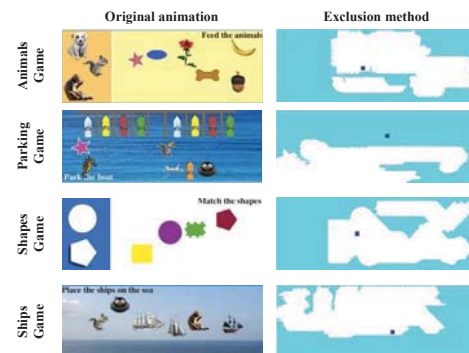 Original animation
Exclusion method
Animals
Game
Feed the animals
Parking
Game
Park the boat
Shapes
Game
Match the shapes
Ships
Game
Place the ships on the sea